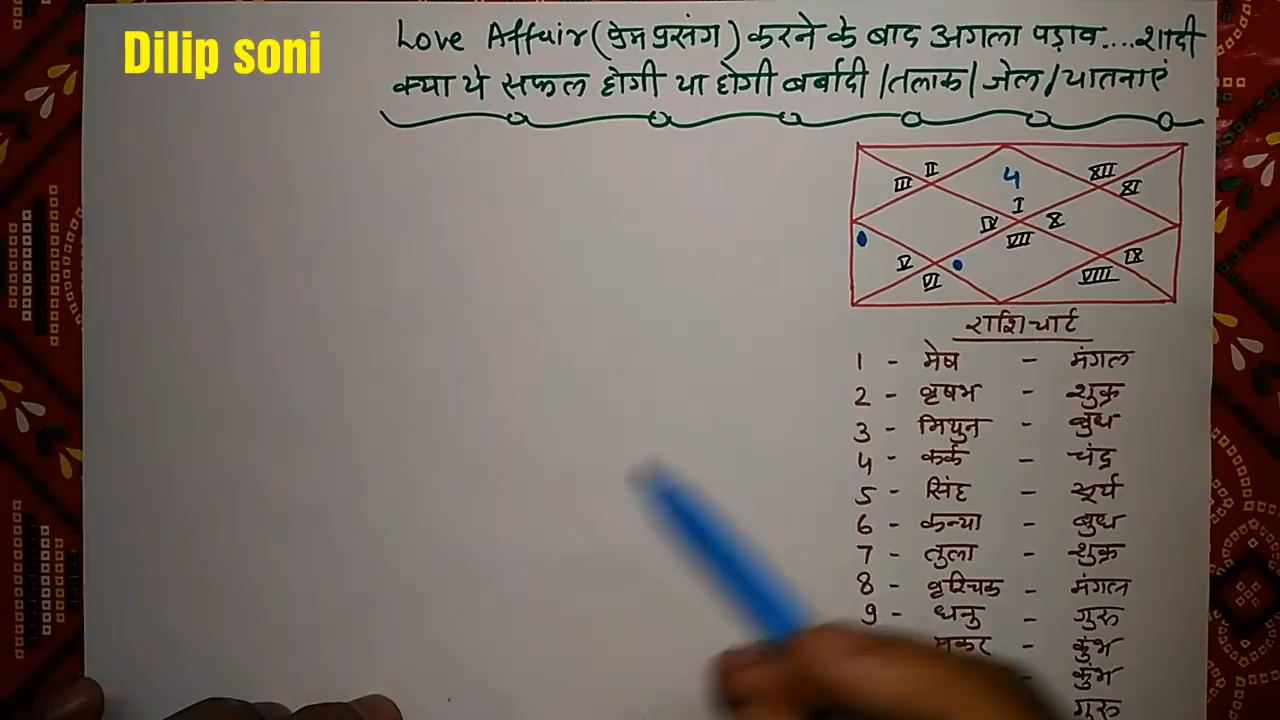 Dilip soni
Love Affair (प्रेम प्रसंग) करने के बाद अगला पड़ाव....शादी
क्या ये सफल होगी या होगी बर्बादी /तलाक/ जेल/यातनाएं
III II 4 XII XI
I
IV X
VII
V VI VIII IX
राशि चार्ट
1 - मेष - मंगल
2 - वृषभ - शुक्र
3 - मिथुन - बुध
4 - कर्क - चंद्र
5 - सिंह - सूर्य
6 - कन्या - बुध
7 - तुला - शुक्र
8 - वृश्चिक - मंगल
9 - धनु - गुरु
मकर - कुंभ
- कुंभ
गुरु